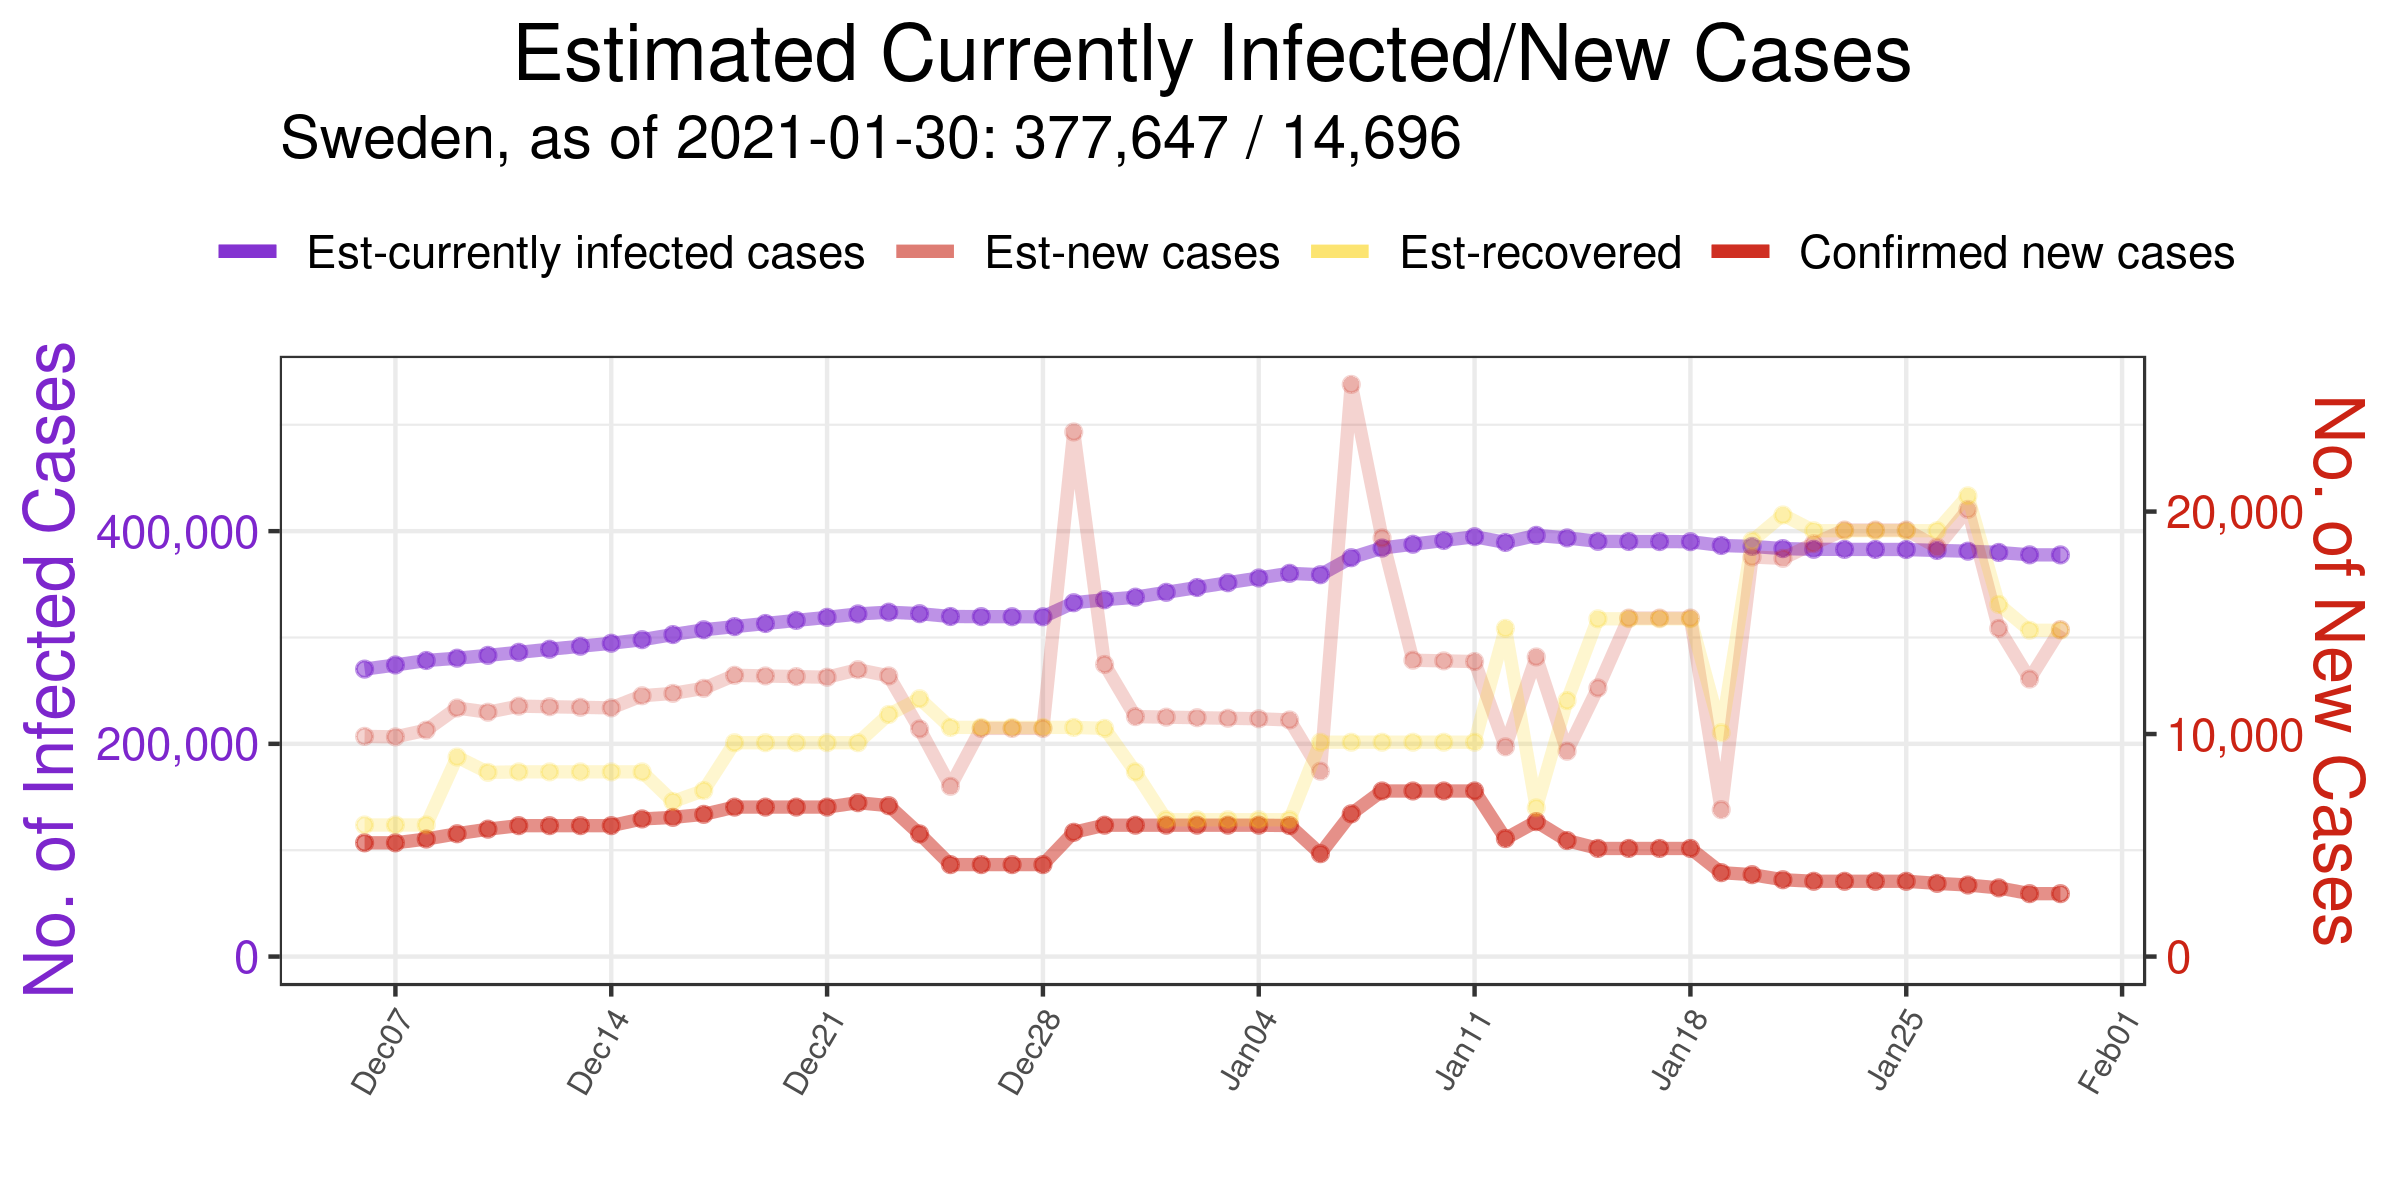 Estimated Currently Infected/New Cases
Sweden, as of 2021-01-30: 377,647 / 14,696
Est-currently infected cases Est-new cases Est-recovered Confirmed new cases
No. of Infected Cases
400,000
200,000
0
20,000
10,000
0
No. of New Cases
Dec07 Dec14 Dec21 Dec28 Jan04 Jan11 Jan18 Jan25 Feb01